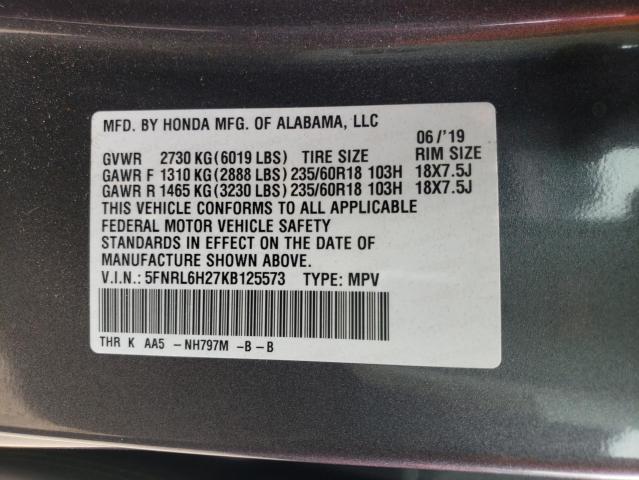 MFD. BY HONDA MFG. OF ALABAMA, LLC
06/'19
GVWR 2730 KG(6019 LBS) TIRE SIZE RIM SIZE
GAWR F 1310 KG(2888 LBS) 235/60R18 103H 18X7.5J
GAWR R 1465 KG(3230 LBS) 235/60R18 103H 18X7.5J
THIS VEHICLE CONFORMS TO ALL APPLICABLE
FEDERAL MOTOR VEHICLE SAFETY
STANDARDS IN EFFECT ON THE DATE OF
MANUFACTURE SHOWN ABOVE.
V.I.N.: 5FNRL6H27KB125573 TYPE: MPV
THR K AA5 -NH797M -B-B